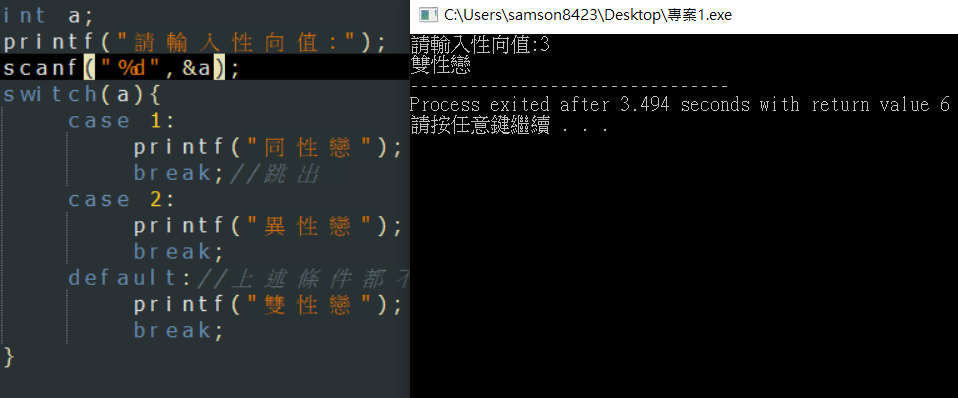 int a;
printf("請輸入性向值:");
scanf("%d",&a);
switch(a){
case 1:
printf("同性戀");
break;//跳出
case 2:
printf("異性戀");
break;
default://上述條件都不
printf("雙性戀");
break;
}
C:\Users\samson8423\Desktop\專案1.exe
請輸入性向值:3
雙性戀
--------------------------------
Process exited after 3.494 seconds with return value 6
請按任意鍵繼續 . . .